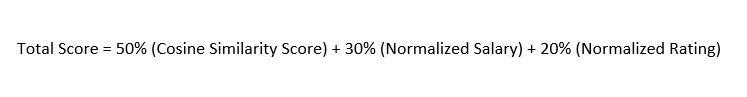 Total Score = 50% (Cosine Similarity Score) + 30% (Normalized Salary) + 20% (Normalized Rating)